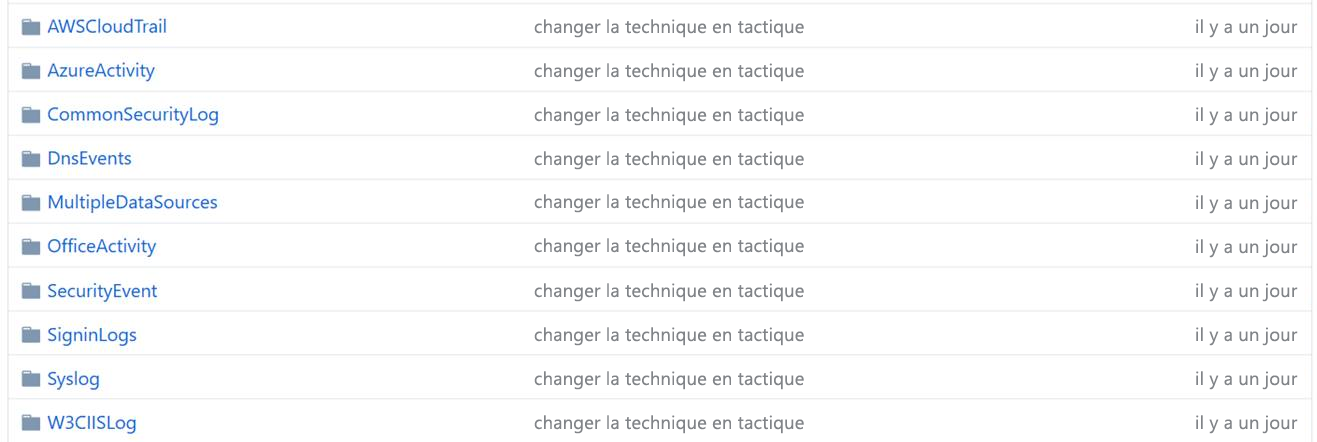 AWSCloudTrail changer la technique en tactique il y a un jour
AzureActivity changer la technique en tactique il y a un jour
CommonSecurityLog changer la technique en tactique il y a un jour
DnsEvents changer la technique en tactique il y a un jour
MultipleDataSources changer la technique en tactique il y a un jour
OfficeActivity changer la technique en tactique il y a un jour
SecurityEvent changer la technique en tactique il y a un jour
SigninLogs changer la technique en tactique il y a un jour
Syslog changer la technique en tactique il y a un jour
W3CIISLog changer la technique en tactique il y a un jour